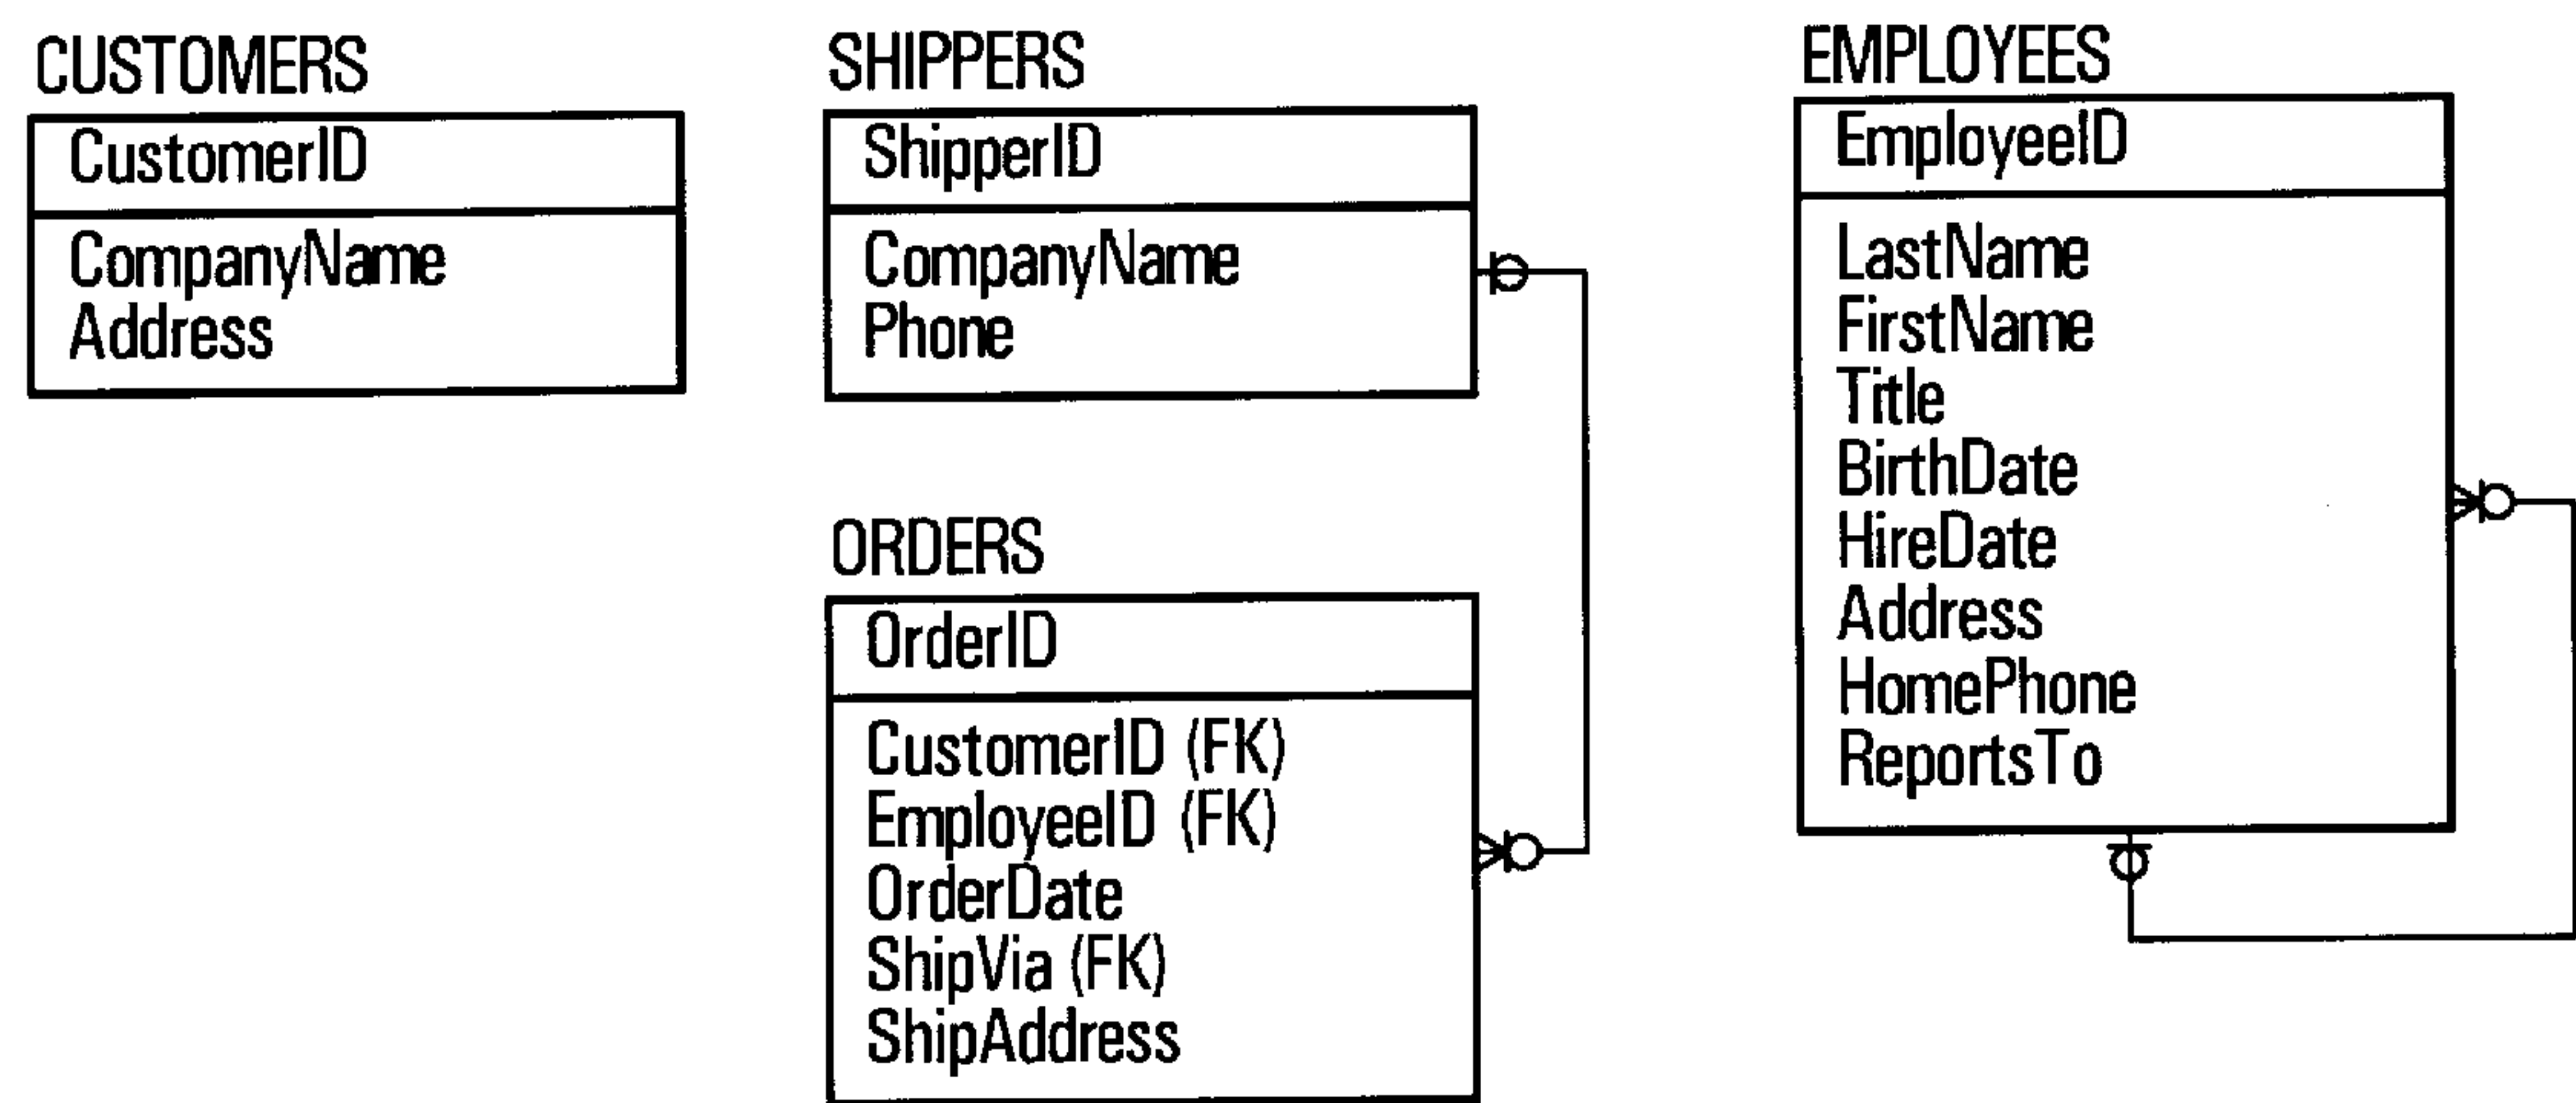 CUSTOMERS
CustomerID
CompanyName
Address
SHIPPERS
ShipperID
CompanyName
Phone
ORDERS
OrderID
CustomerID (FK)
EmployeeID (FK)
OrderDate
ShipVia (FK)
ShipAddress
EMPLOYEES
EmployeeID
LastName
FirstName
Title
BirthDate
HireDate
Address
HomePhone
ReportsTo